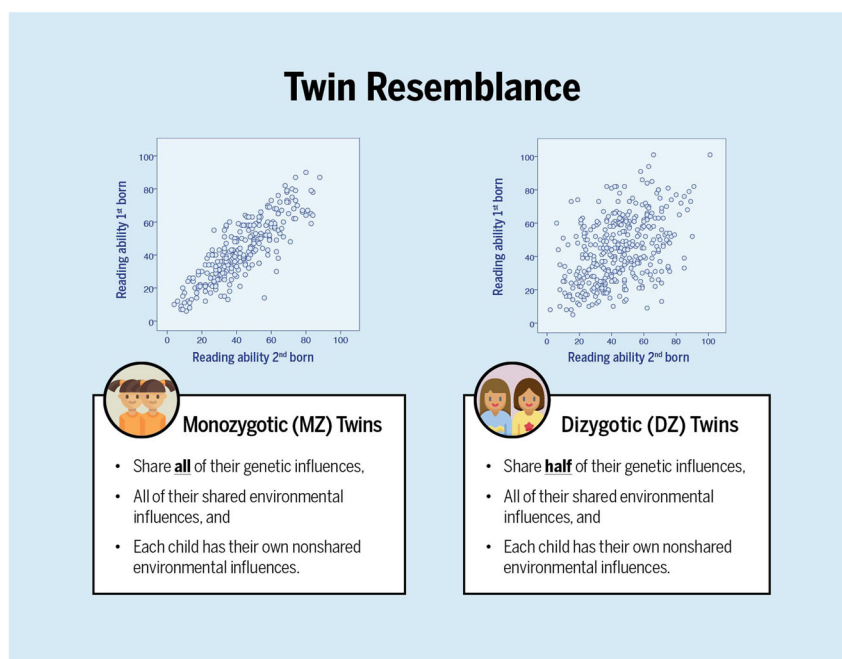 Twin Resemblance
Reading ability 1st born
100
80
60
40
20
0
0 20 40 60 80 100
Reading ability 2nd born
Reading ability 1st born
100
80
60
40
20
0
0 20 40 60 80 100
Reading ability 2nd born
Monozygotic (MZ) Twins
• Share all of their genetic influences,
• All of their shared environmental
influences, and
• Each child has their own nonshared
environmental influences.
Dizygotic (DZ) Twins
• Share half of their genetic influences,
• All of their shared environmental
influences, and
• Each child has their own nonshared
environmental influences.